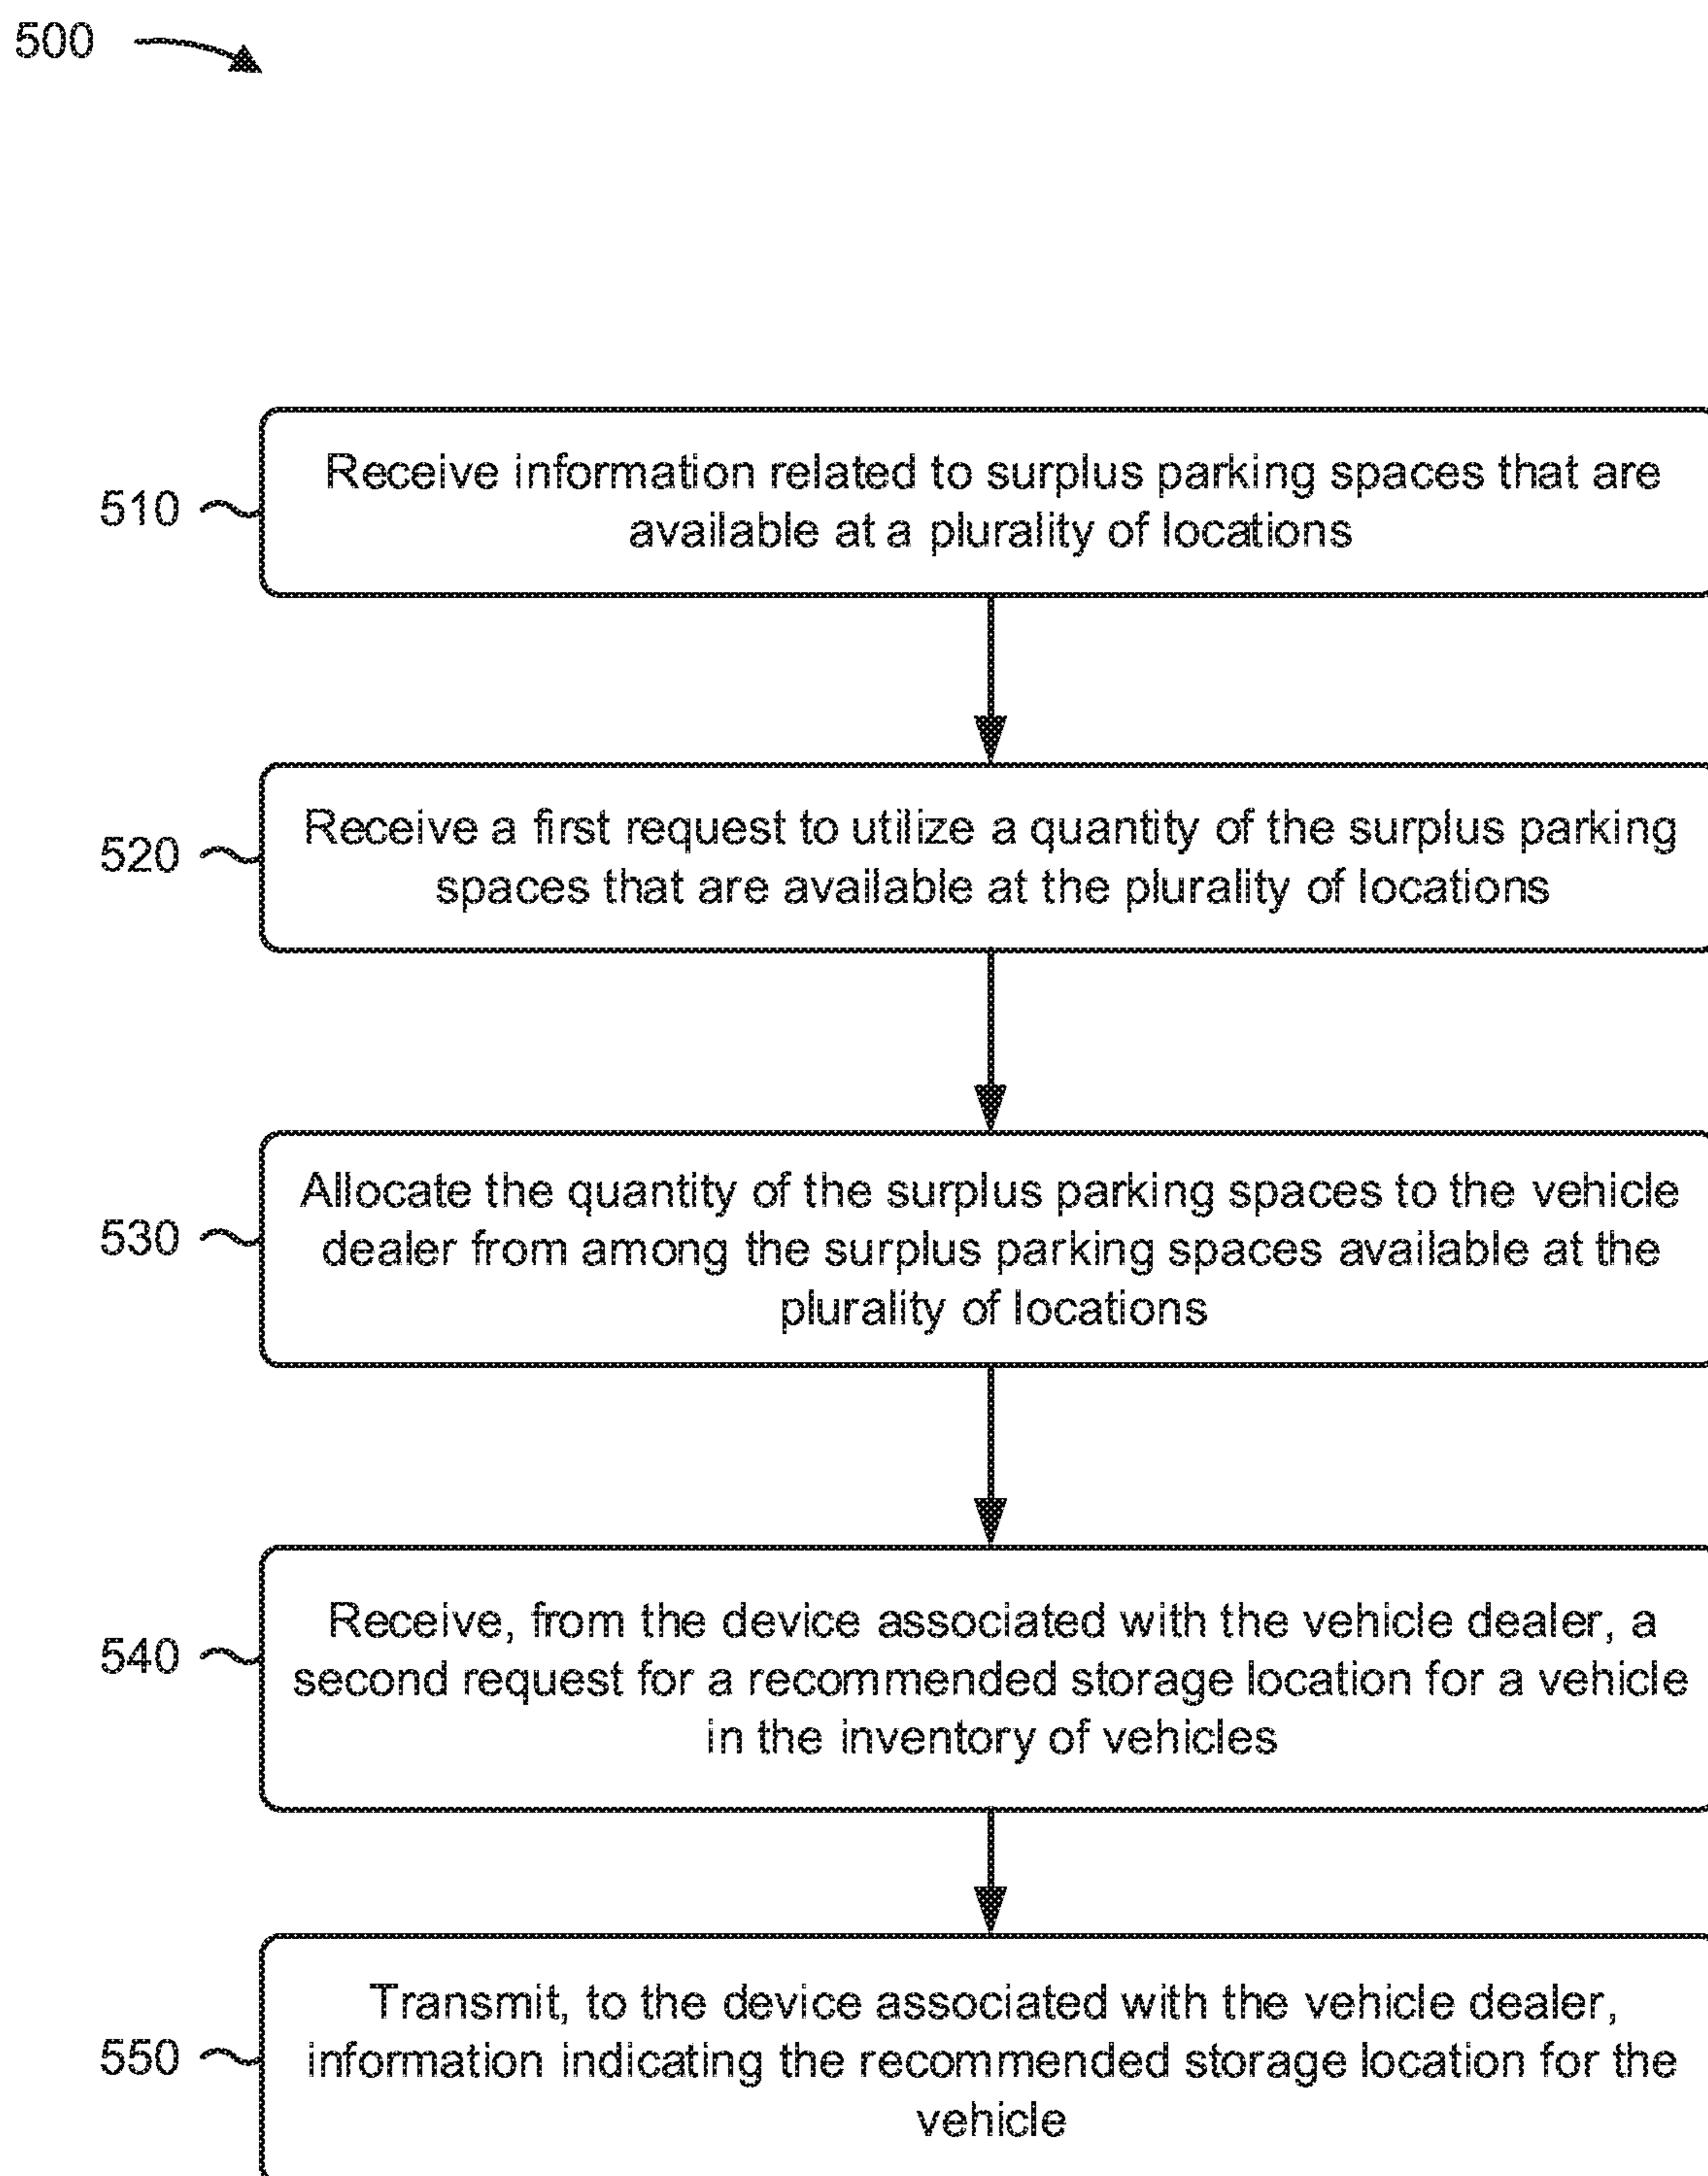 500
510
Receive information related to surplus parking spaces that are
available at a plurality of locations
520
Receive a first request to utilize a quantity of the surplus parking
spaces that are available at the plurality of locations
530
Allocate the quantity of the surplus parking spaces to the vehicle
dealer from among the surplus parking spaces available at the
plurality of locations
540
Receive, from the device associated with the vehicle dealer, a
second request for a recommended storage location for a vehicle
in the inventory of vehicles
550
Transmit, to the device associated with the vehicle dealer,
information indicating the recommended storage location for the
vehicle